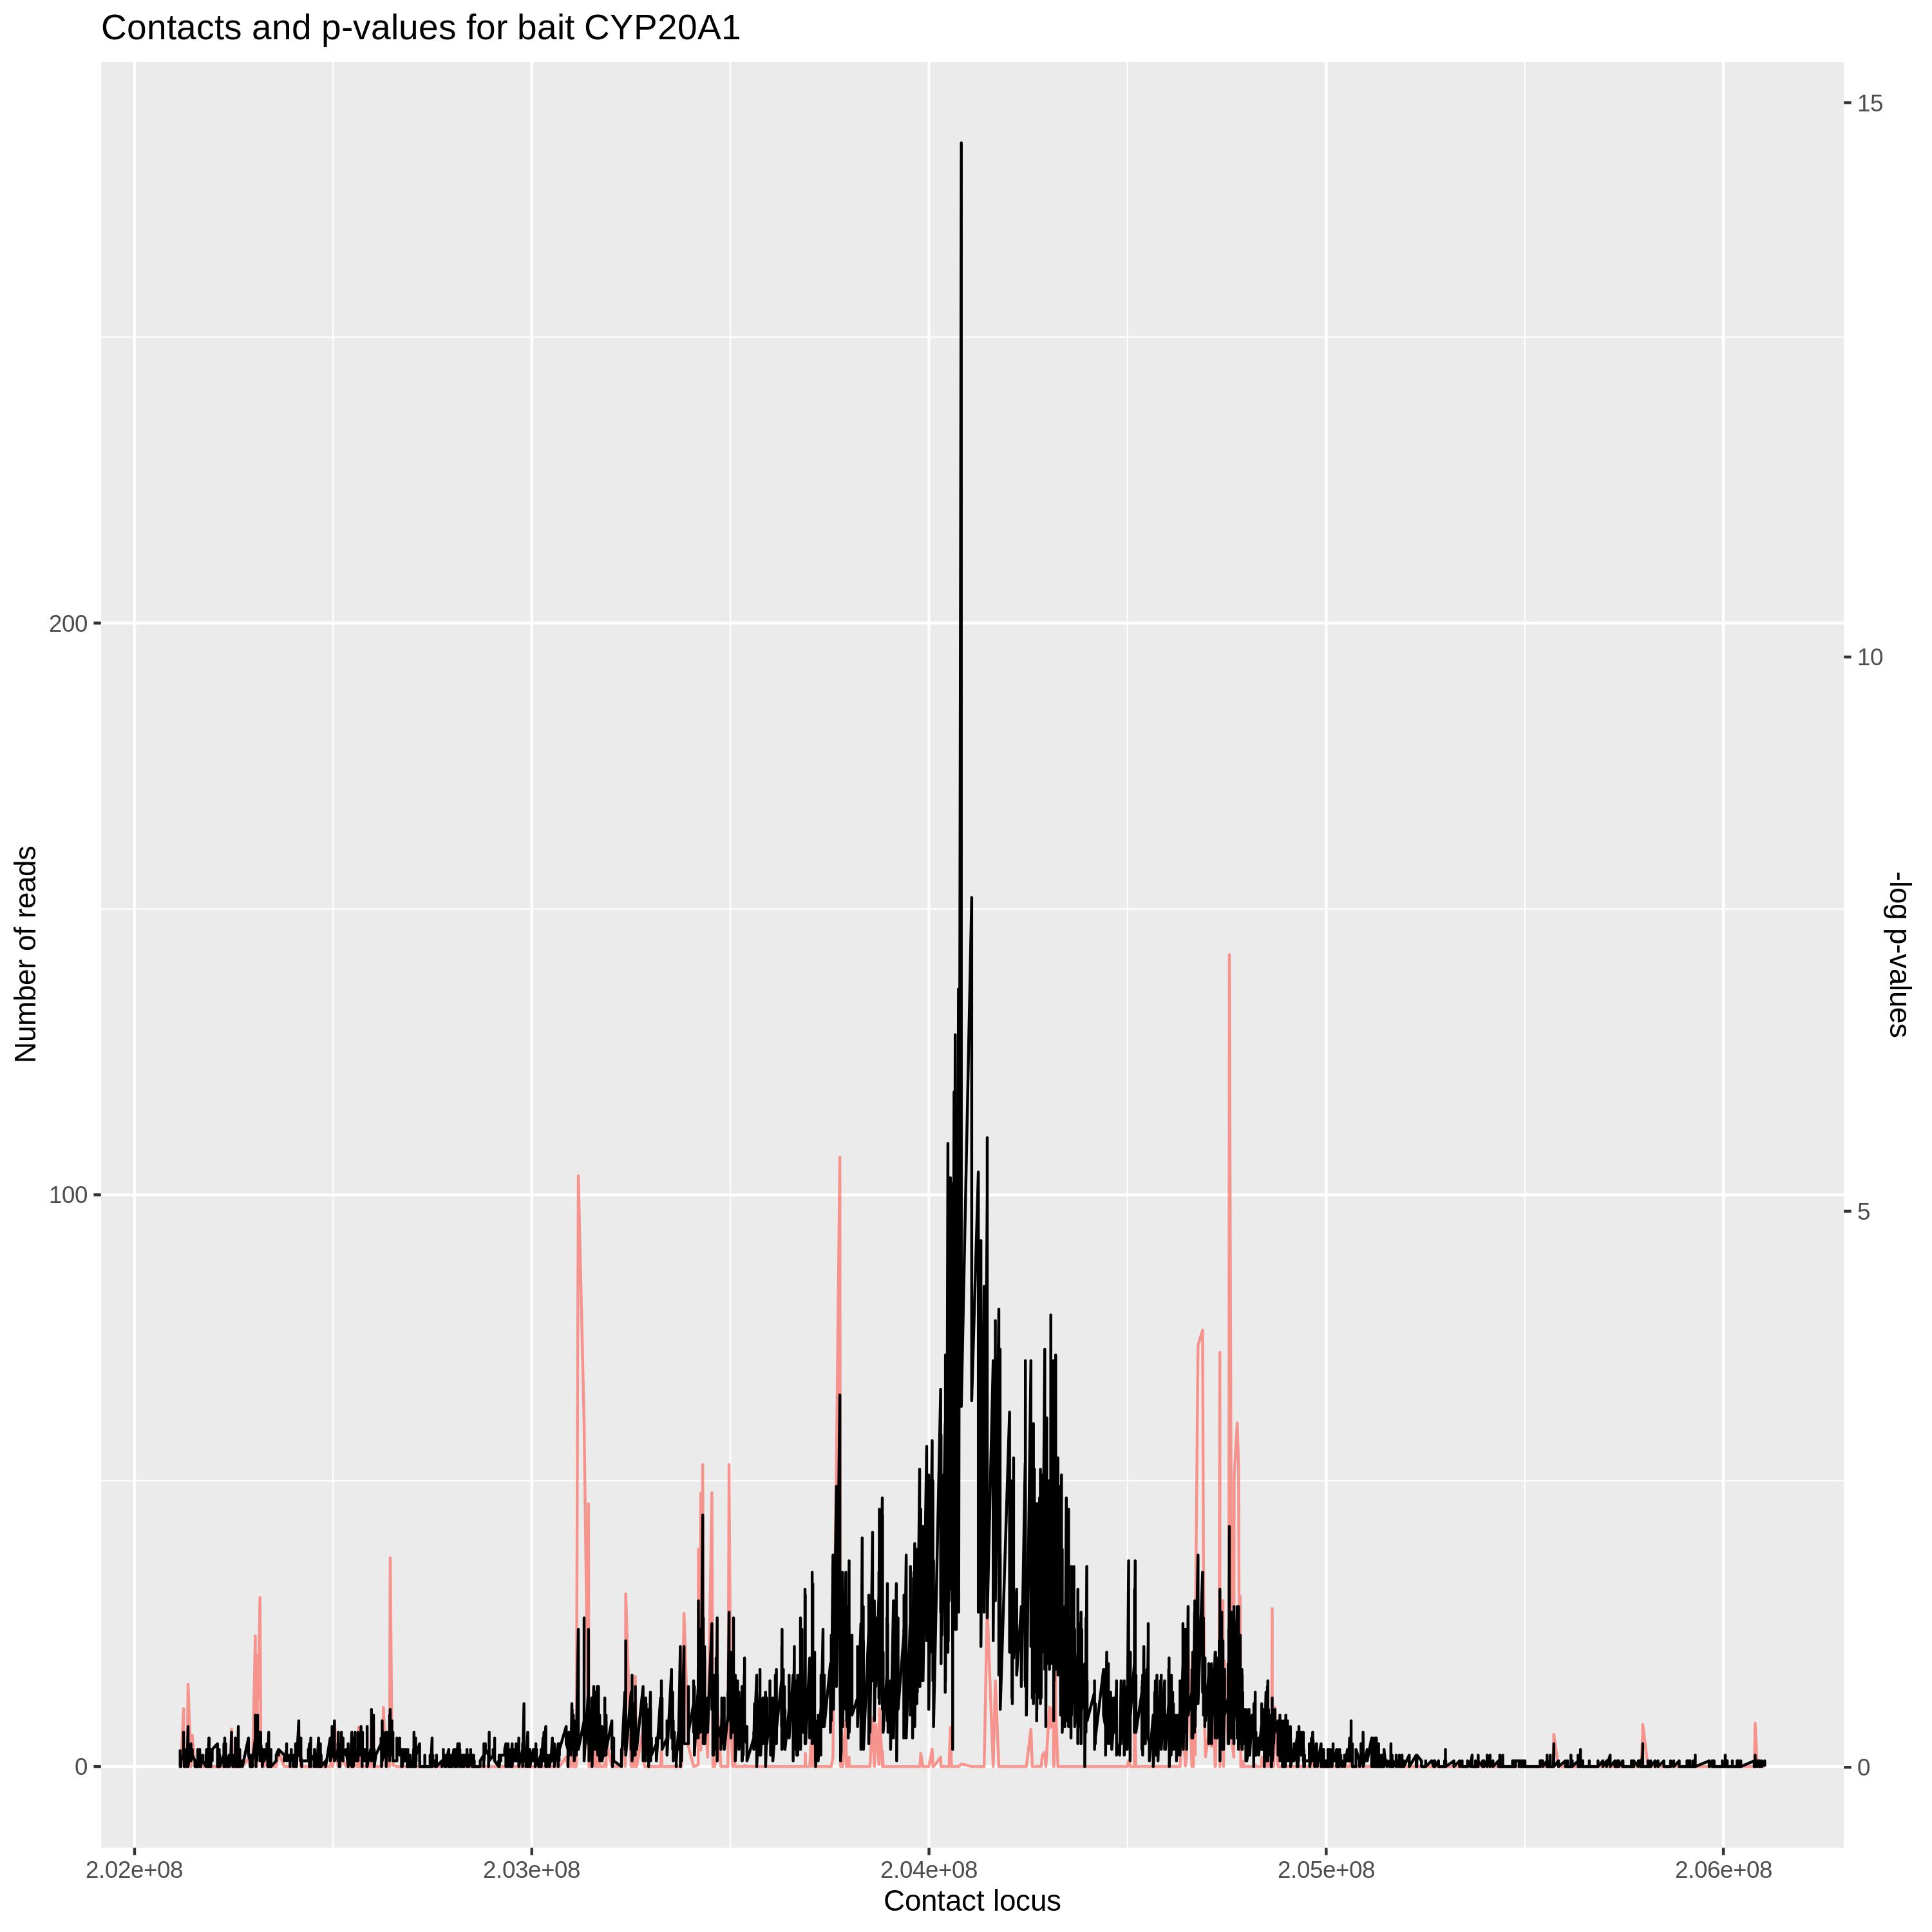 Contacts and p-values for bait CYP20A1
Number of reads
200
100
0
15
10
5
0
-log p-values
2.02e+08
2.03e+08
2.04e+08
2.05e+08
2.06e+08
Contact locus